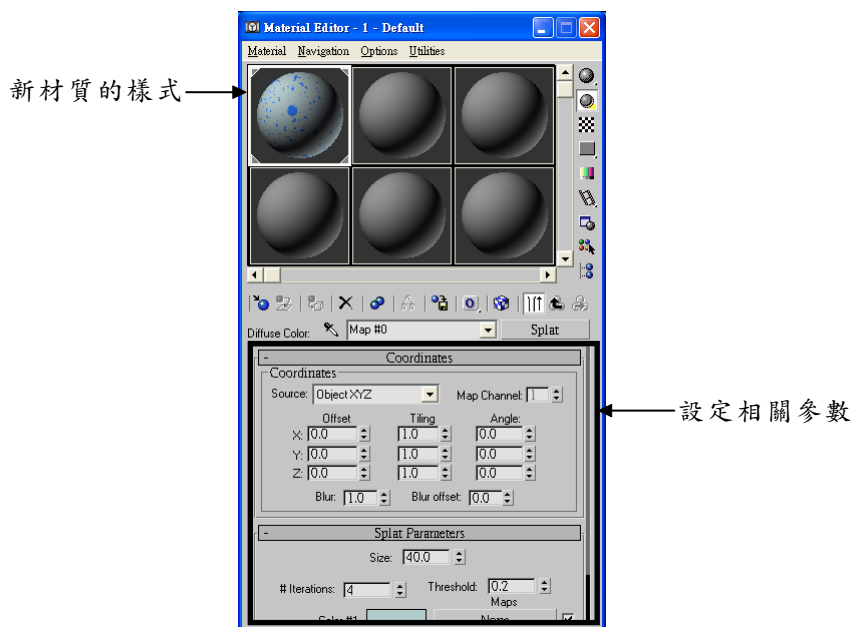 Material Editor - 1 - Default
Material Navigation Options Utilities
新材質的樣式
Diffuse Color: Map #0 Splat
- Coordinates
Coordinates
Source: Object XYZ Map Channel: 1
Offset Tiling Angle:
X: 0.0 1.0 0.0
Y: 0.0 1.0 0.0
Z: 0.0 1.0 0.0
Blur: 1.0 Blur offset: 0.0
設定相關參數
- Splat Parameters
Size: 40.0
# Iterations: 4 Threshold: 0.2
Maps
Color #1 None